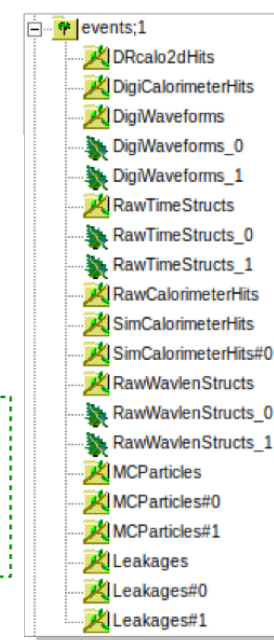 events;1
DRcalo2dHits
DigiCalorimeterHits
DigiWaveforms
DigiWaveforms_0
DigiWaveforms_1
RawTimeStructs
RawTimeStructs_0
RawTimeStructs_1
RawCalorimeterHits
SimCalorimeterHits
SimCalorimeterHits#0
RawWavlenStructs
RawWavlenStructs_0
RawWavlenStructs_1
MCParticles
MCParticles#0
MCParticles#1
Leakages
Leakages#0
Leakages#1